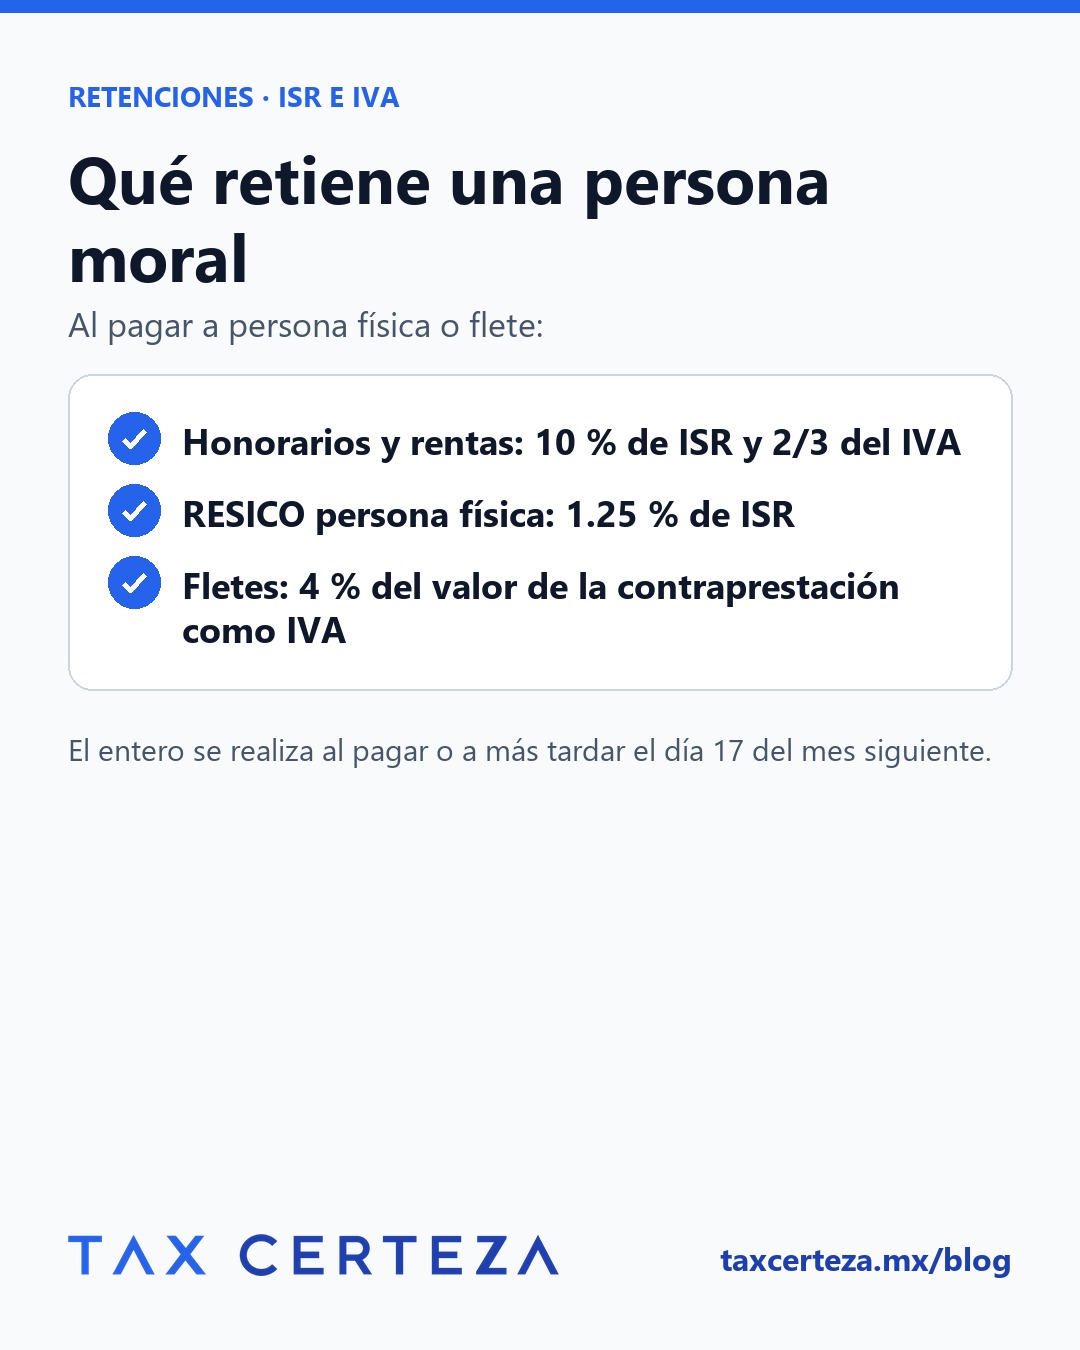 RETENCIONES · ISR E IVA
Qué retiene una persona
moral
Al pagar a persona física o flete:
Honorarios y rentas: 10 % de ISR y 2/3 del IVA
RESICO persona física: 1.25 % de ISR
Fletes: 4 % del valor de la contraprestación
como IVA
El entero se realiza al pagar o a más tardar el día 17 del mes siguiente.
TAX CERTEZA
taxcerteza.mx/blog